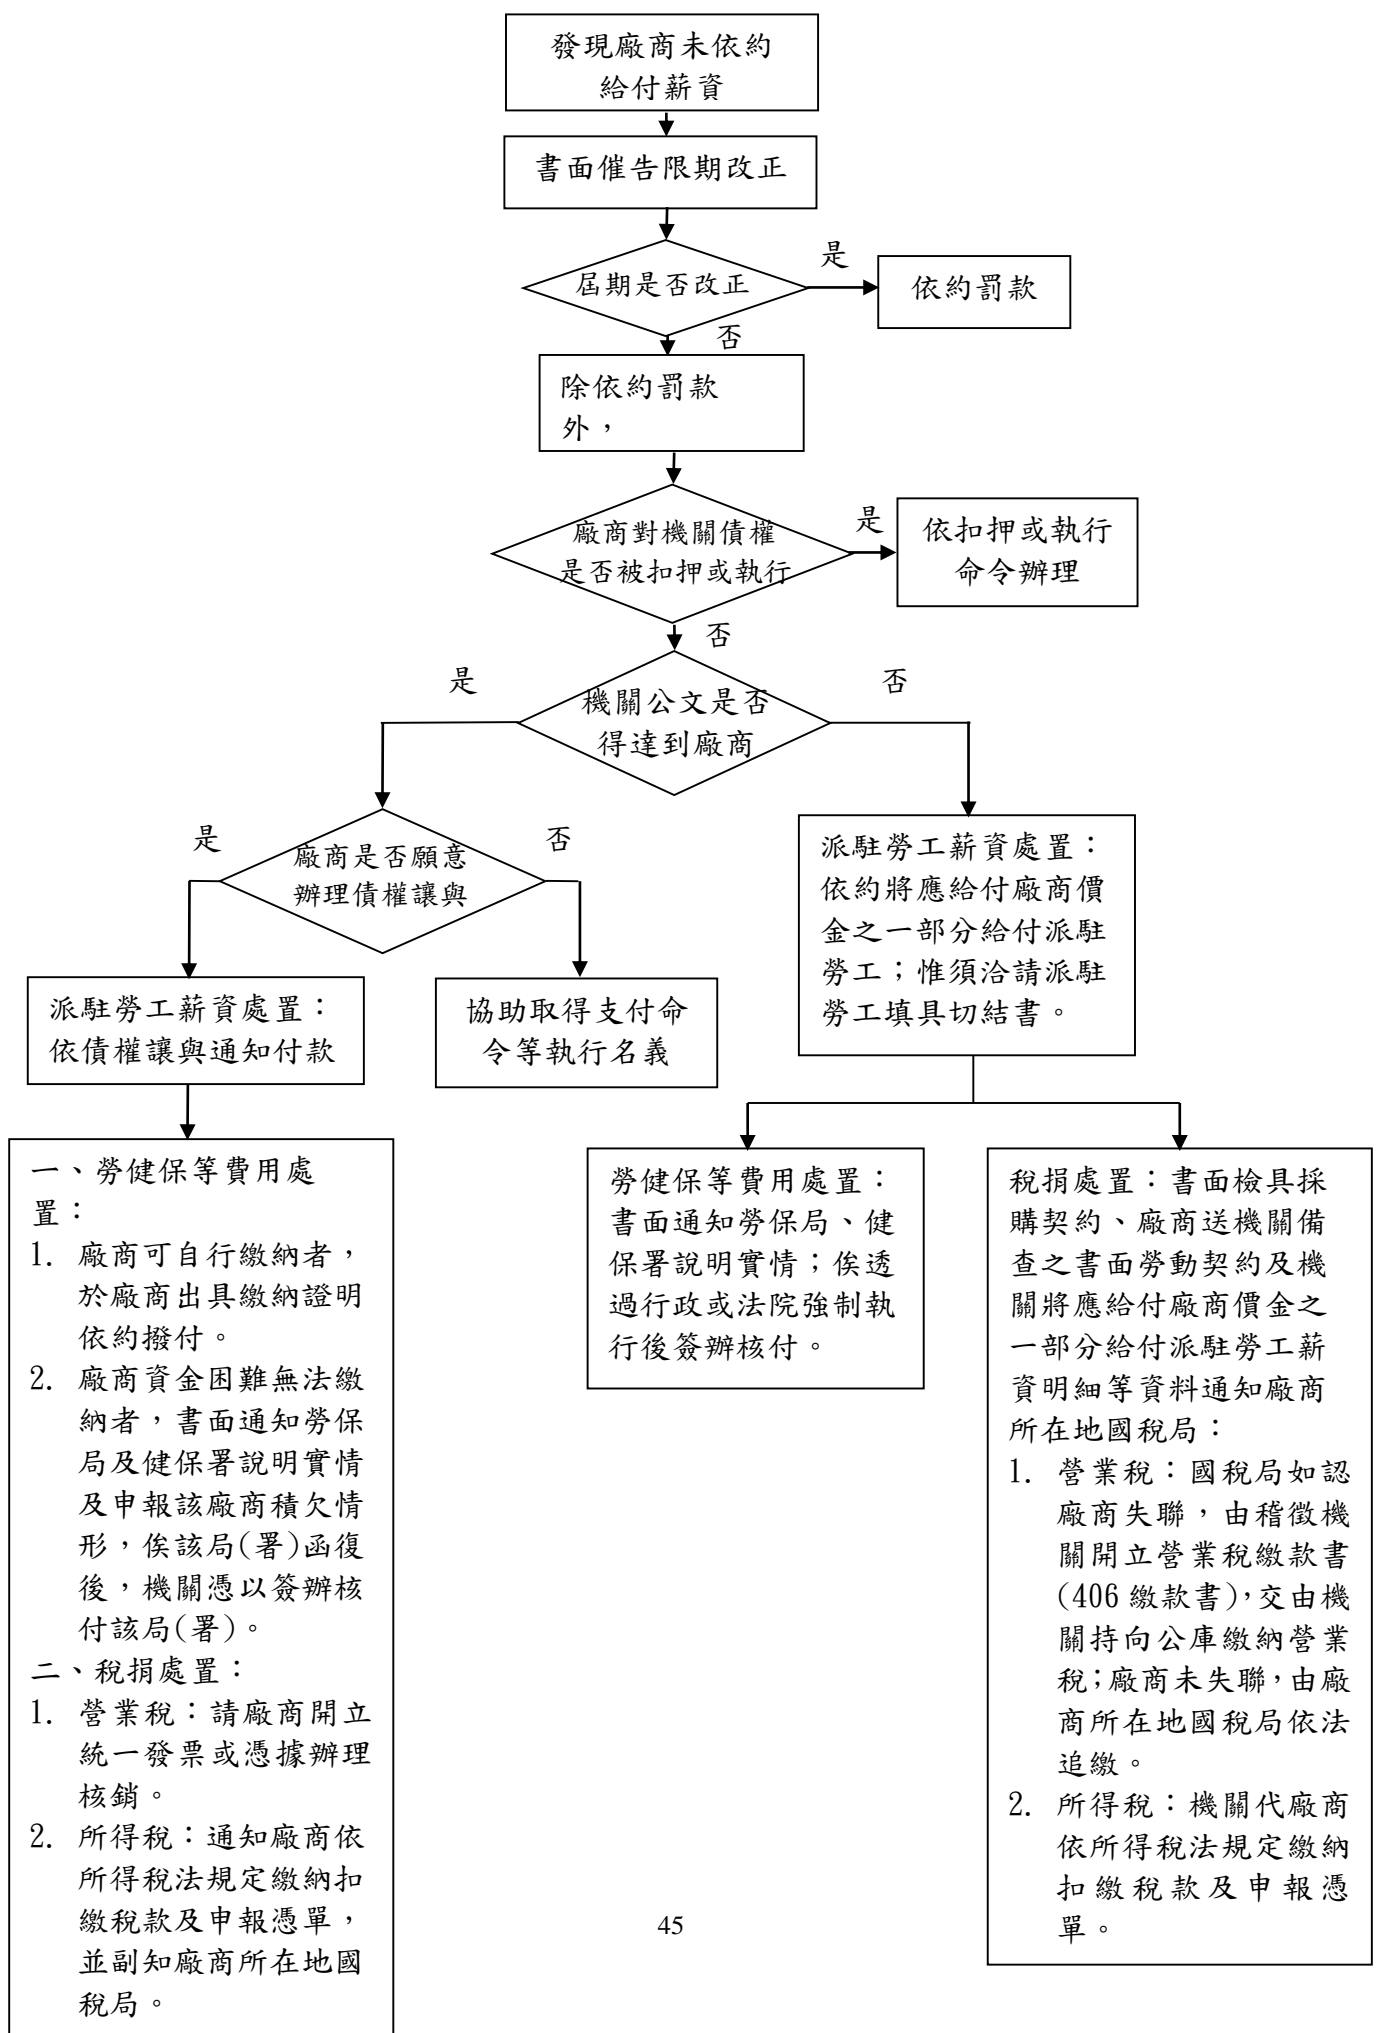 發現廠商未依約
給付薪資
書面催告限期改正
屆期是否改正
是
依約罰款
否
除依約罰款
外，
廠商對機關債權
是否被扣押或執行
是
依扣押或執行
命令辦理
否
機關公文是否
得達到廠商
是
否
廠商是否願意
辦理債權讓與
是
否
派駐勞工薪資處置：
依債權讓與通知付款
協助取得支付命
令等執行名義
派駐勞工薪資處置：
依約將應給付廠商價
金之一部分給付派駐
勞工；惟須洽請派駐
勞工填具切結書。
一、勞健保等費用處
置：
1. 廠商可自行繳納者，
於廠商出具繳納證明
依約撥付。
2. 廠商資金困難無法繳
納者，書面通知勞保
局及健保署說明實情
及申報該廠商積欠情
形，俟該局(署)函復
後，機關憑以簽辦核
付該局(署)。
二、稅捐處置：
1. 營業稅：請廠商開立
統一發票或憑據辦理
核銷。
2. 所得稅：通知廠商依
所得稅法規定繳納扣
繳稅款及申報憑單，
並副知廠商所在地國
稅局。
勞健保等費用處置：
書面通知勞保局、健
保署說明實情；俟透
過行政或法院強制執
行後簽辦核付。
稅捐處置：書面檢具採
購契約、廠商送機關備
查之書面勞動契約及機
關將應給付廠商價金之
一部分給付派駐勞工薪
資明細等資料通知廠商
所在地國稅局：
1. 營業稅：國稅局如認
廠商失聯，由稽徵機
關開立營業稅繳款書
(406 繳款書)，交由機
關持向公庫繳納營業
稅；廠商未失聯，由廠
商所在地國稅局依法
追繳。
2. 所得稅：機關代廠商
依所得稅法規定繳納
扣繳稅款及申報憑
單。
45